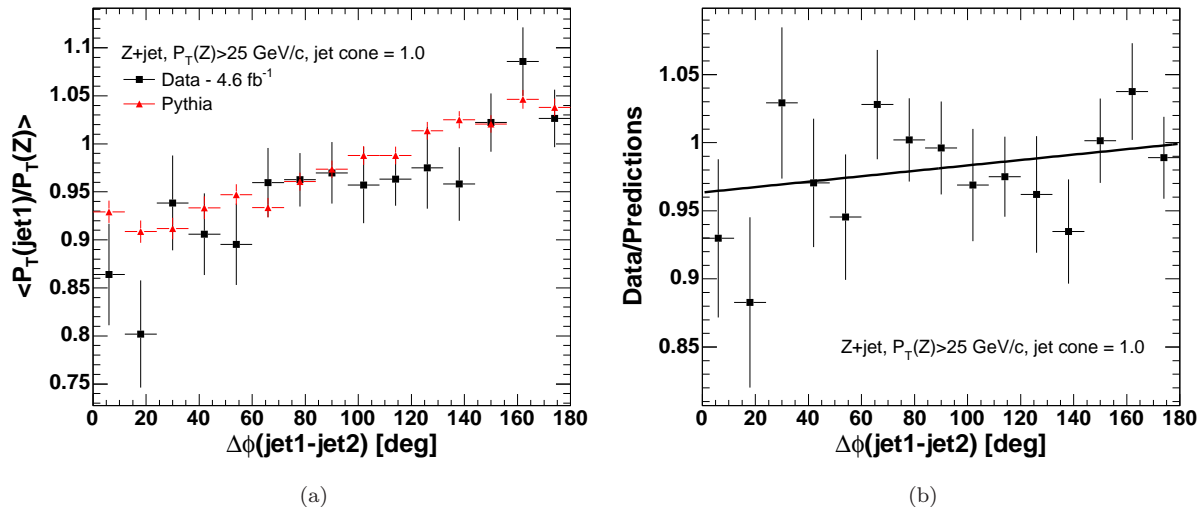 <P_T(jet1)/P_T(Z)>
1.1
1.05
1
0.95
0.9
0.85
0.8
0.75
Z+jet, P_T(Z)>25 GeV/c, jet cone = 1.0
Data - 4.6 fb⁻¹
Pythia
0 20 40 60 80 100 120 140 160 180
Δϕ(jet1-jet2) [deg]
(a)
Data/Predictions
1.05
1
0.95
0.9
0.85
Z+jet, P_T(Z)>25 GeV/c, jet cone = 1.0
0 20 40 60 80 100 120 140 160 180
Δϕ(jet1-jet2) [deg]
(b)